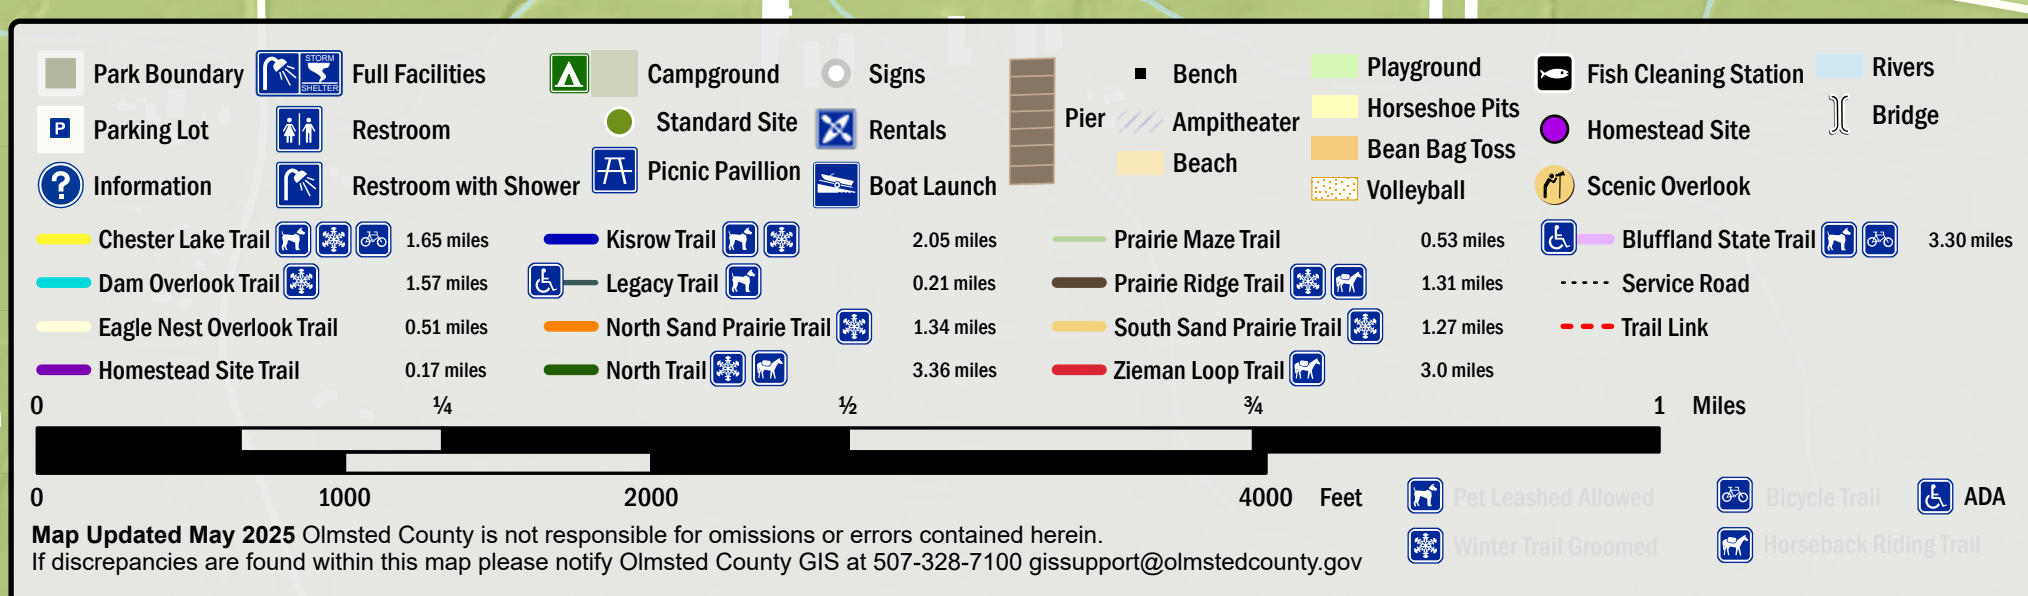 Park Boundary
STORM SHELTER
Full Facilities
Campground
Signs
Pier
Bench
Playground
Fish Cleaning Station
Rivers
P
Parking Lot
Restroom
Standard Site
Rentals
Ampitheater
Horseshoe Pits
Homestead Site
Bridge
?
Information
Restroom with Shower
Picnic Pavillion
Boat Launch
Beach
Bean Bag Toss
Volleyball
Scenic Overlook
Chester Lake Trail 1.65 miles
Kisrow Trail 2.05 miles
Prairie Maze Trail 0.53 miles
Bluffland State Trail 3.30 miles
Dam Overlook Trail 1.57 miles
Legacy Trail 0.21 miles
Prairie Ridge Trail 1.31 miles
Service Road
Eagle Nest Overlook Trail 0.51 miles
North Sand Prairie Trail 1.34 miles
South Sand Prairie Trail 1.27 miles
Trail Link
Homestead Site Trail 0.17 miles
North Trail 3.36 miles
Zieman Loop Trail 3.0 miles
0 ¼ ½ ¾ 1 Miles
0 1000 2000 4000 Feet
Pet Leashed Allowed
Bicycle Trail
ADA
Winter Trail Groomed
Horseback Riding Trail
Map Updated May 2025 Olmsted County is not responsible for omissions or errors contained herein.
If discrepancies are found within this map please notify Olmsted County GIS at 507-328-7100 gissupport@olmstedcounty.gov